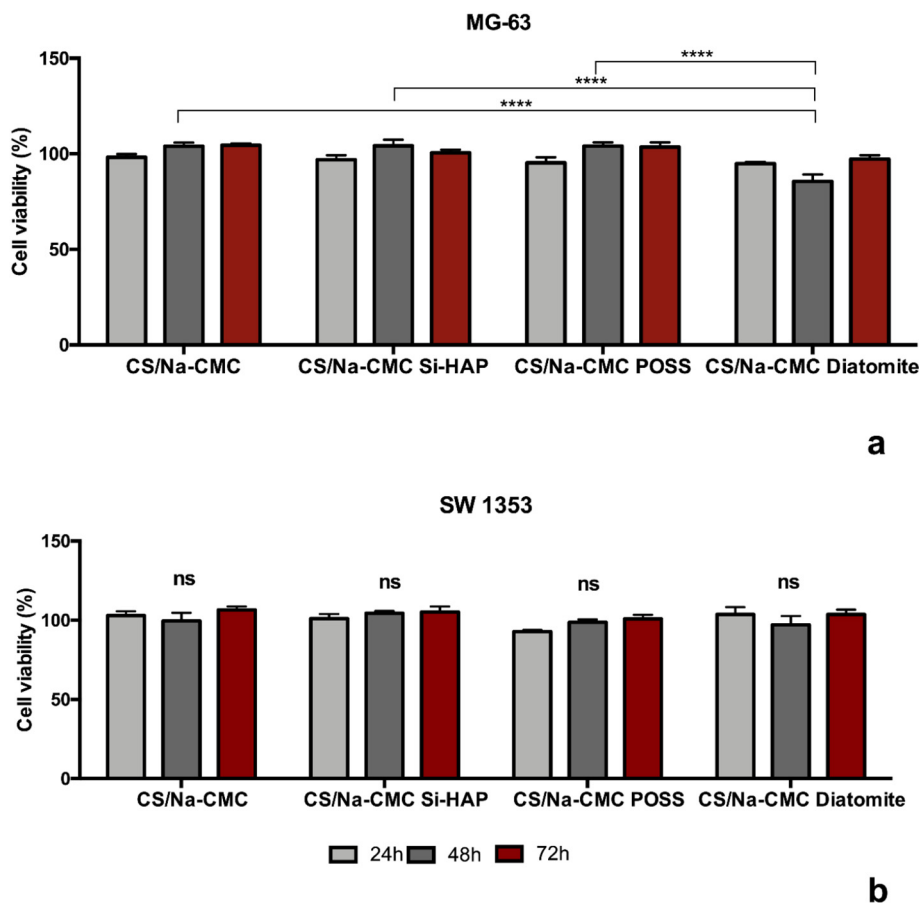 MG-63
150
****
****
****
100
50
0
Cell viability (%)
CS/Na-CMC CS/Na-CMC Si-HAP CS/Na-CMC POSS CS/Na-CMC Diatomite
a
SW 1353
150
ns ns ns ns
100
50
0
Cell viability (%)
CS/Na-CMC CS/Na-CMC Si-HAP CS/Na-CMC POSS CS/Na-CMC Diatomite
24h 48h 72h
b